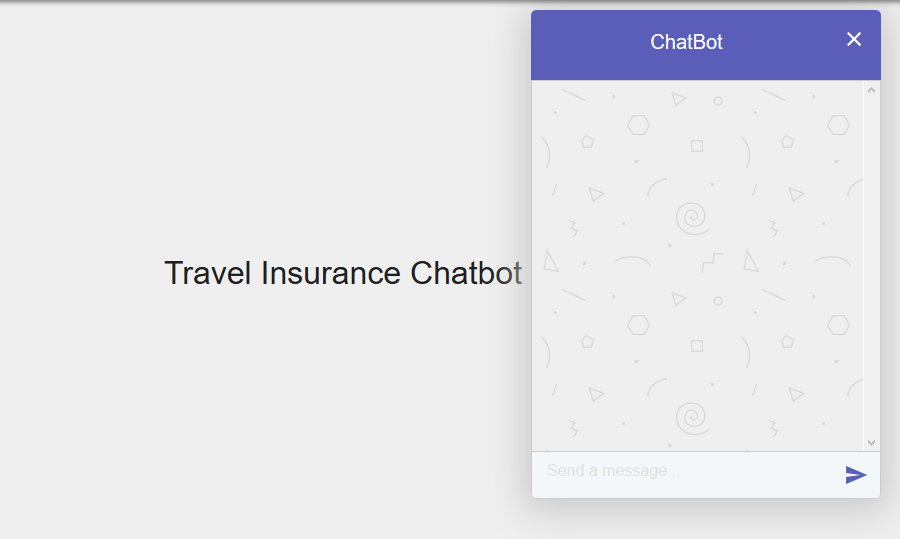 ChatBot
Travel Insurance Chatbot
Send a message...